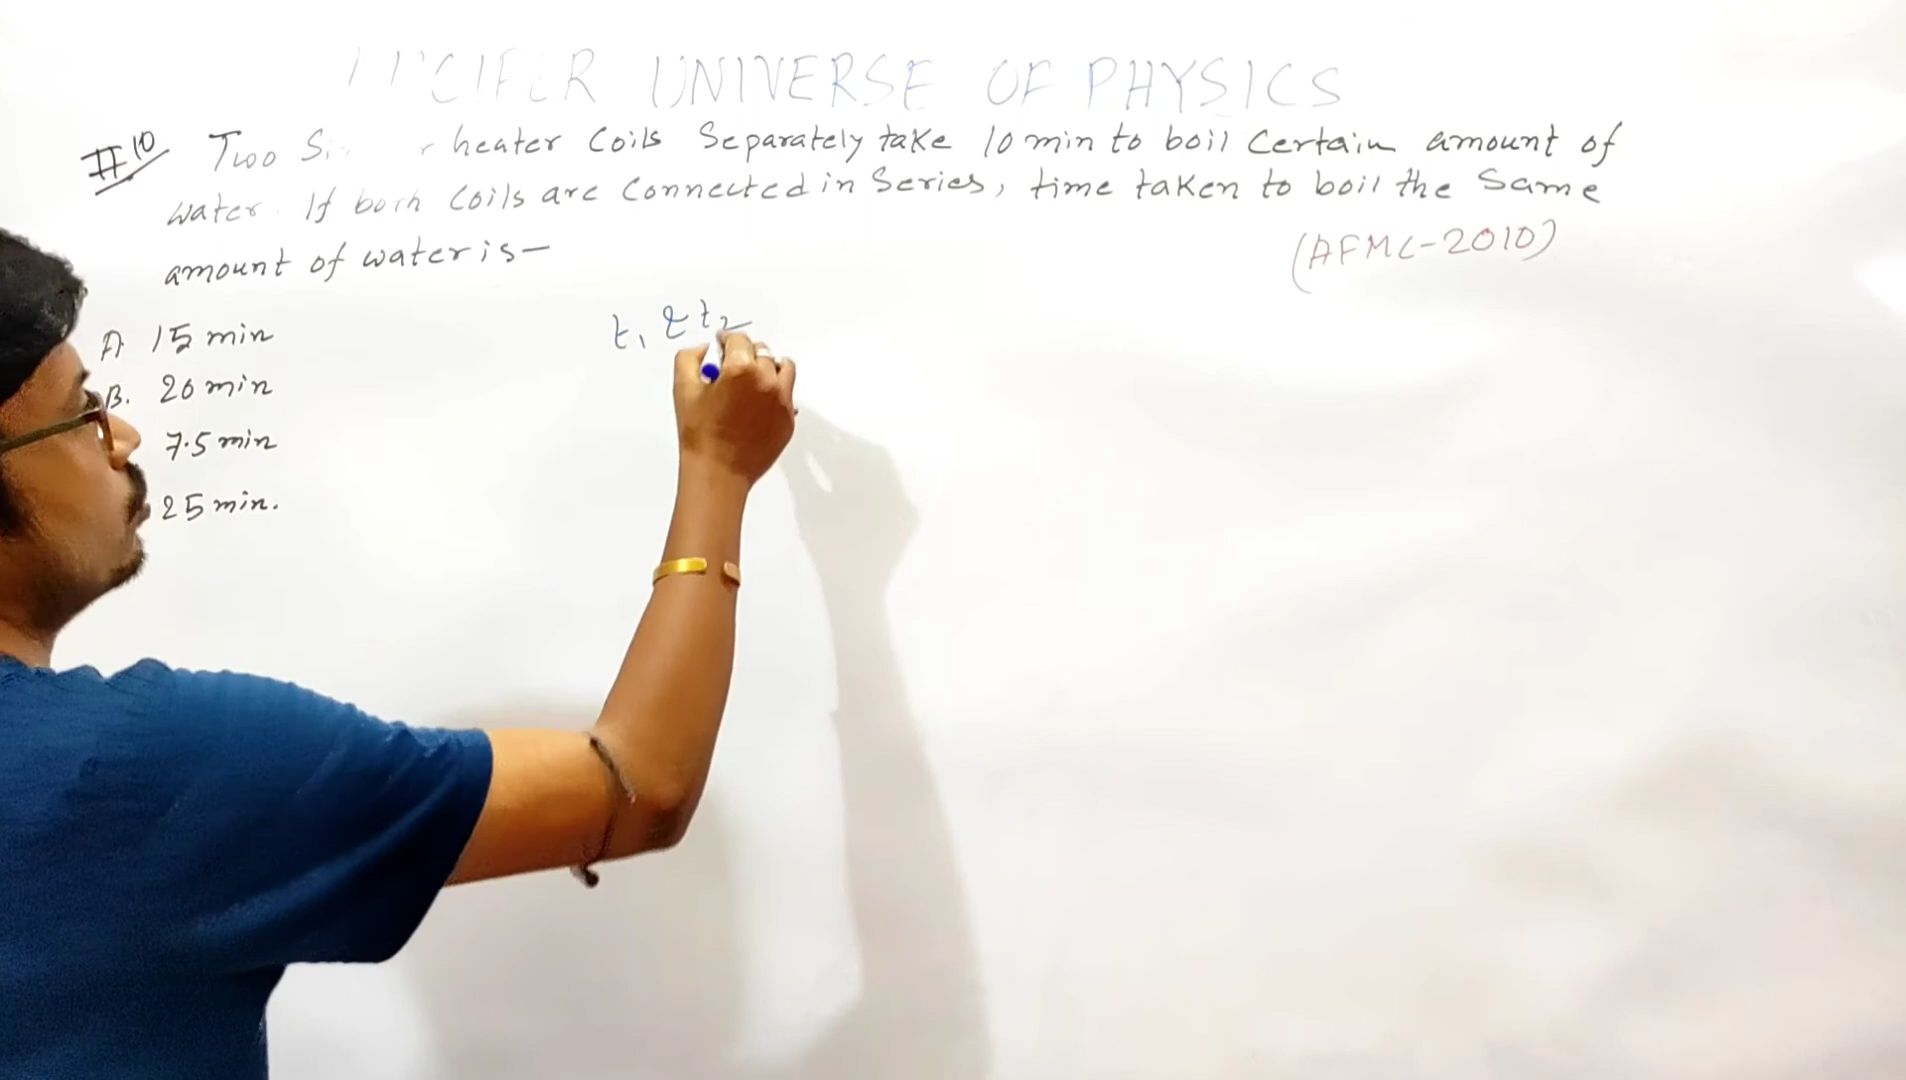 LUCIFER UNIVERSE OF PHYSICS
#10 Two heater Coils Separately take 10 min to boil Certain amount of
water. If both Coils are Connected in Series, time taken to boil the Same
amount of water is—
(AFMC-2010)
t1 & t2
A. 15 min
B. 20 min
7.5 min
25 min.